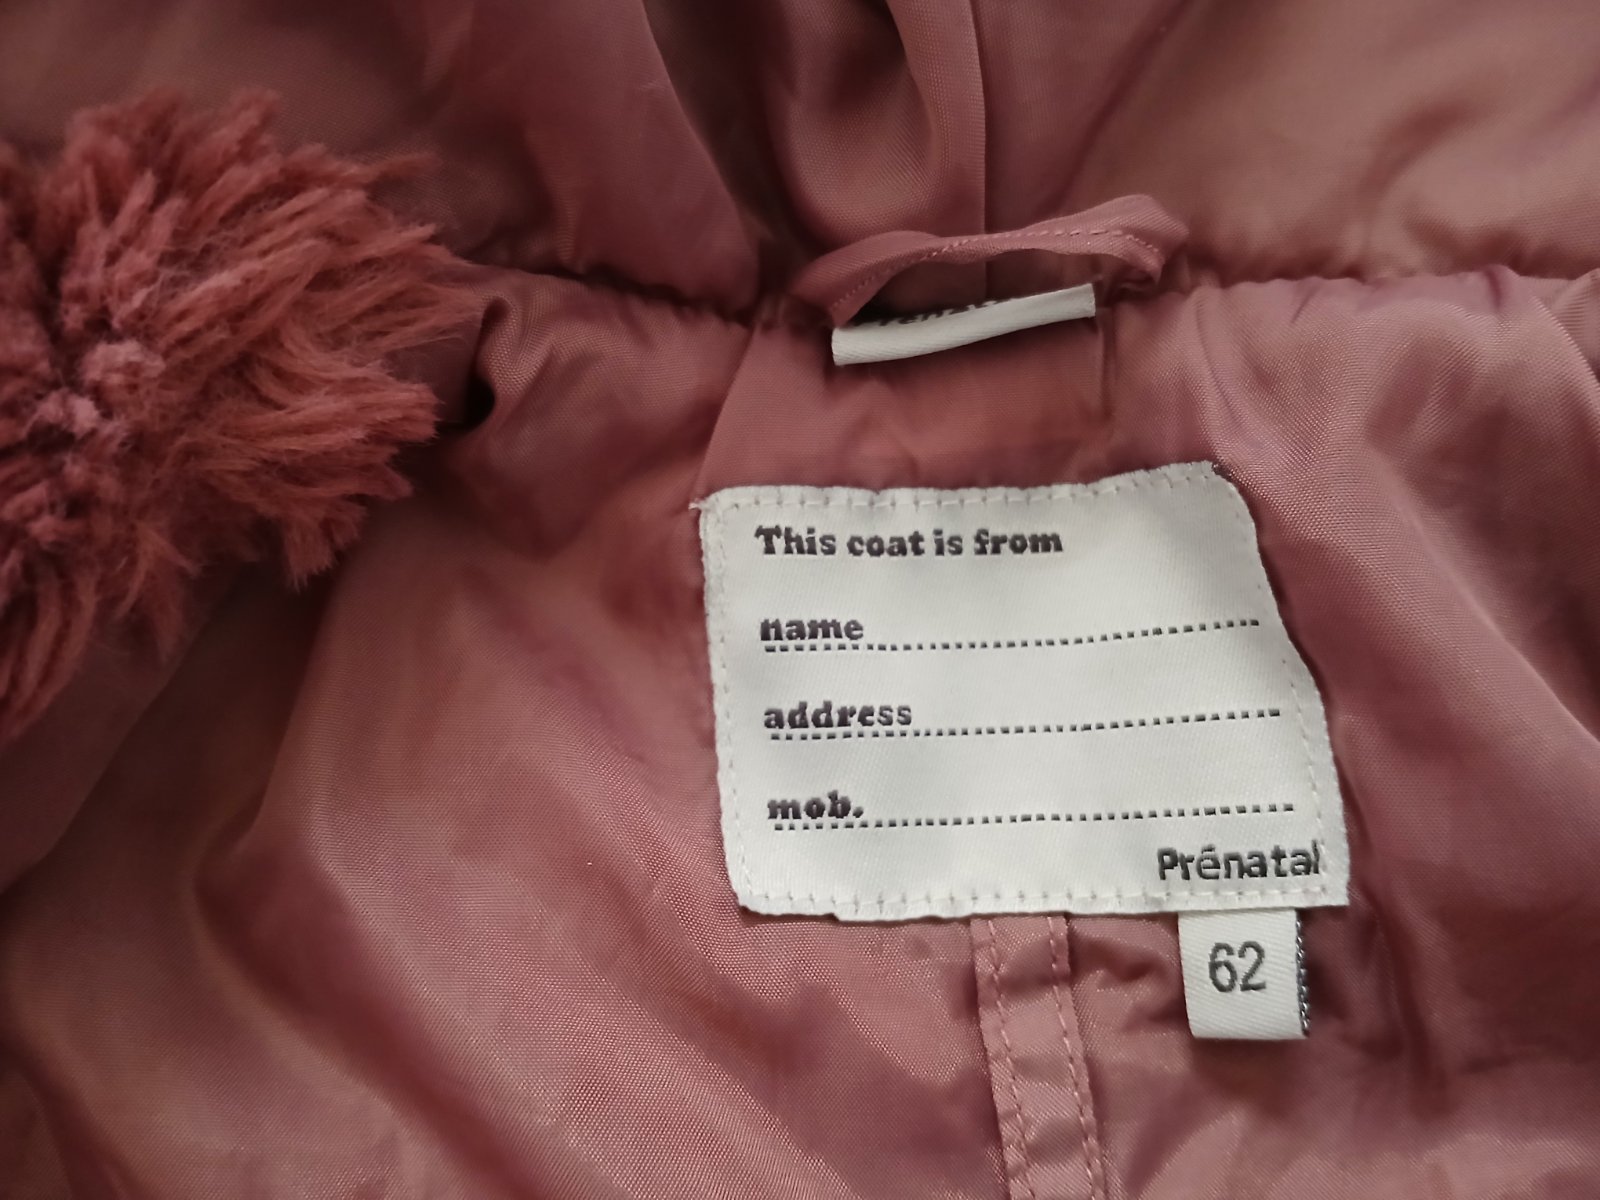 This coat is from
name
address
mob.
Prénatal
62